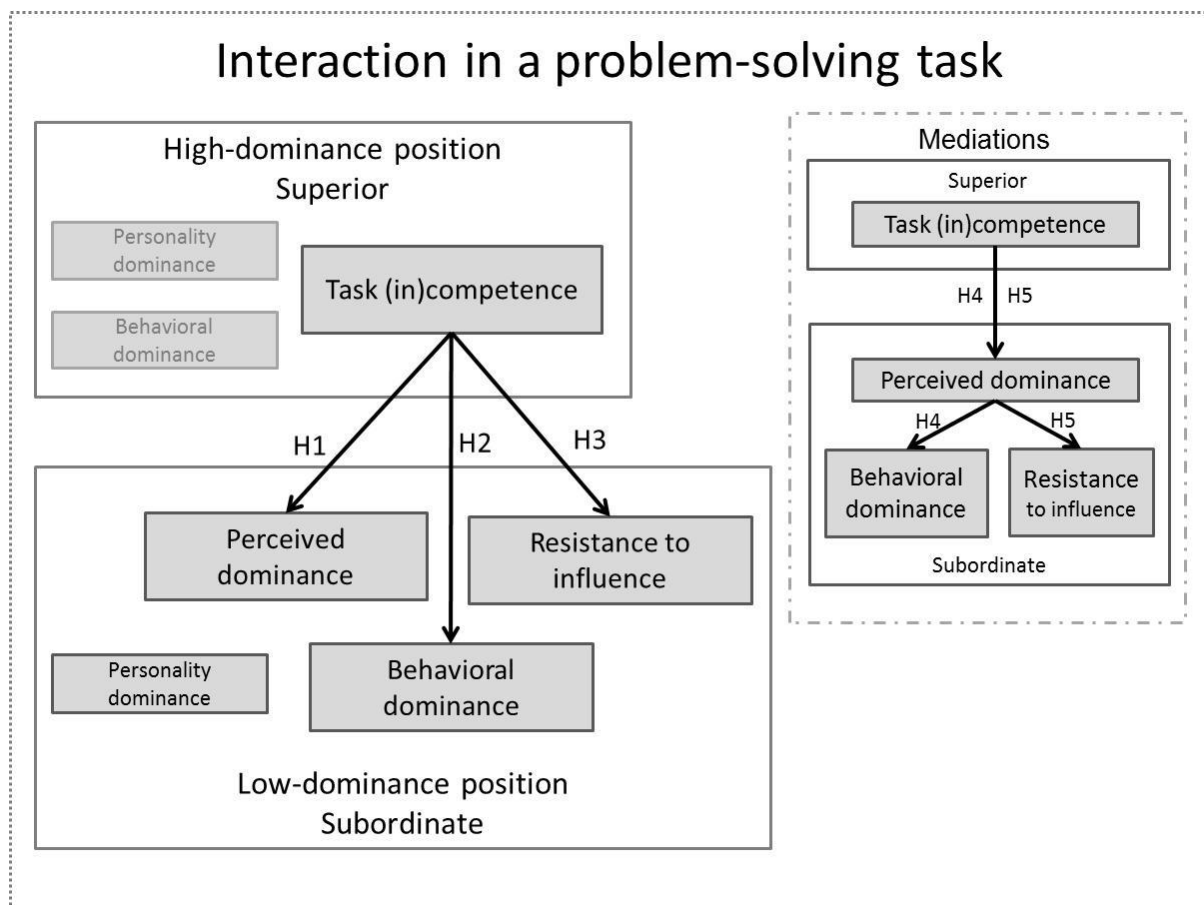 Interaction in a problem-solving task
High-dominance position
Superior
Personality
dominance
Behavioral
dominance
Task (in)competence
H1
H2
H3
Perceived
dominance
Resistance to
influence
Personality
dominance
Behavioral
dominance
Low-dominance position
Subordinate
Mediations
Superior
Task (in)competence
H4
H5
Perceived dominance
H4
H5
Behavioral
dominance
Resistance
to influence
Subordinate